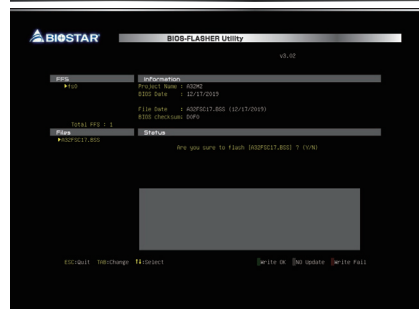 BIOSTAR
BIOS-FLASHER Utility
v3.02
FFS
fs0
Total FFS : 1
Files
A32FSC17.BSS
Information
Project Name : A32M2
BIOS Date : 12/17/2019
File Date : A32FSC17.BSS (12/17/2019)
BIOS checksum: D0F0
Status
Are you sure to flash [A32FSC17.BSS] ? (Y/N)
ESC:Quit TAB:Change ↑↓:Select
Write OK NO Update Write Fail